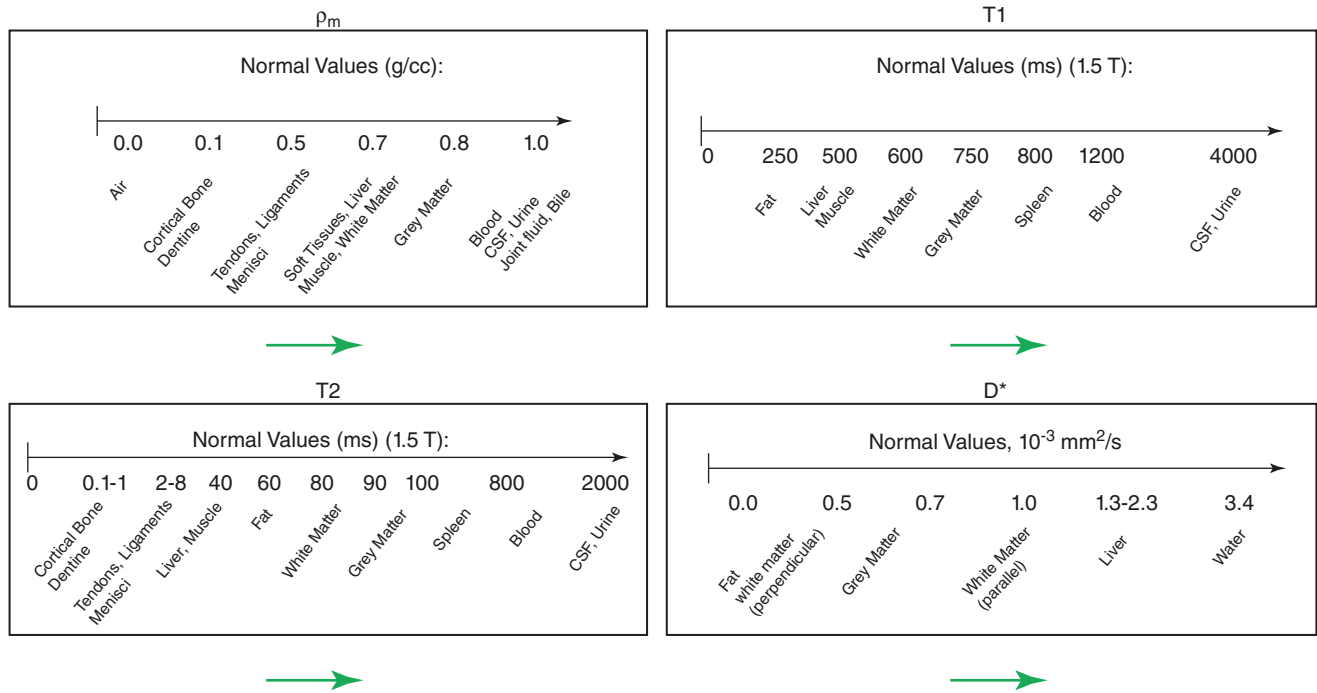 ρm
Normal Values (g/cc):
0.0 0.1 0.5 0.7 0.8 1.0
Air
Cortical Bone
Dentine
Tendons, Ligaments
Menisci
Soft Tissues, Liver
Muscle, White Matter
Grey Matter
Blood
CSF, Urine
Joint fluid, Bile
T1
Normal Values (ms) (1.5 T):
0 250 500 600 750 800 1200 4000
Fat
Liver
Muscle
White Matter
Grey Matter
Spleen
Blood
CSF, Urine
T2
Normal Values (ms) (1.5 T):
0 0.1-1 2-8 40 60 80 90 100 800 2000
Cortical Bone
Dentine
Tendons, Ligaments
Menisci
Liver, Muscle
Fat
White Matter
Grey Matter
Spleen
Blood
CSF, Urine
D*
Normal Values, 10⁻³ mm²/s
0.0 0.5 0.7 1.0 1.3-2.3 3.4
Fat
white matter
(perpendicular)
Grey Matter
White Matter
(parallel)
Liver
Water